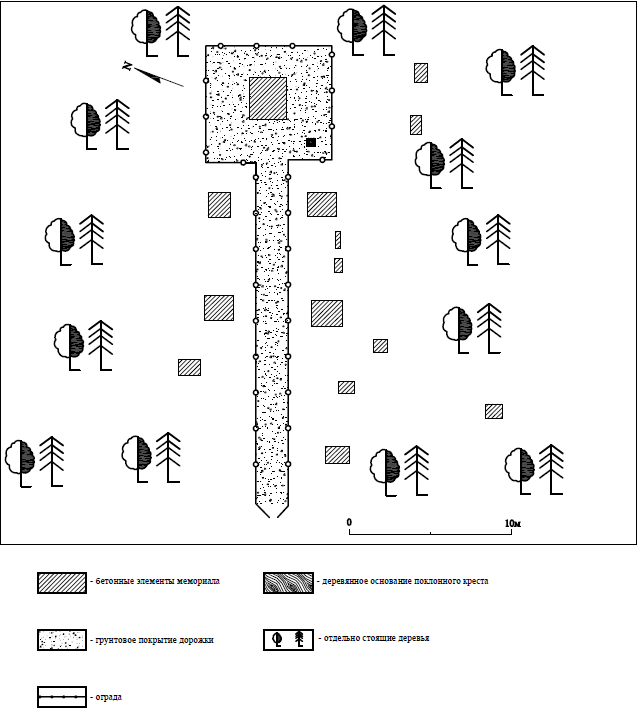 N
0 10м
- бетонные элементы мемориала
- деревянное основание поклонного креста
- грунтовое покрытие дорожки
- отдельно стоящие деревья
- ограда